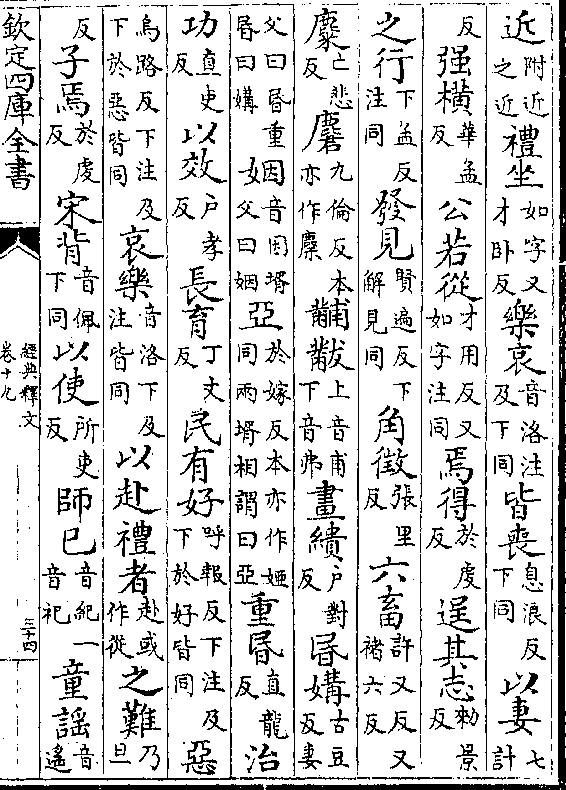 近附近之近禮坐如字又才卧反樂哀音洛注及下同皆喪息浪反下同以妻七計
反强横華孟反公若從才用反又如字注同焉得於䖍反逞其志勑景反
之行下孟反注同發見賢遍反下解見同角徵張里反六畜許又反又褚六反
麋亡悲反麏九倫反本亦作麇黼黻上音甫下音弗畫繢户對反昬媾古豆反妻
父曰昬重昬曰媾姻音因壻父曰姻亞於嫁反本亦作婭同兩壻相謂曰亞重昬直龍反治
功直吏反以效户孝反長育丁丈反民有好呼報反下注及下於好皆同惡
烏路反下注及下於惡皆同哀樂音洛下及注皆同以赴禮者赴或作從之難乃旦
反子焉於䖍反宋背音佩下同以使所吏反師已音紀一音祀童謡音遥
欽定四庫全書
經典釋文
卷十九
三十四